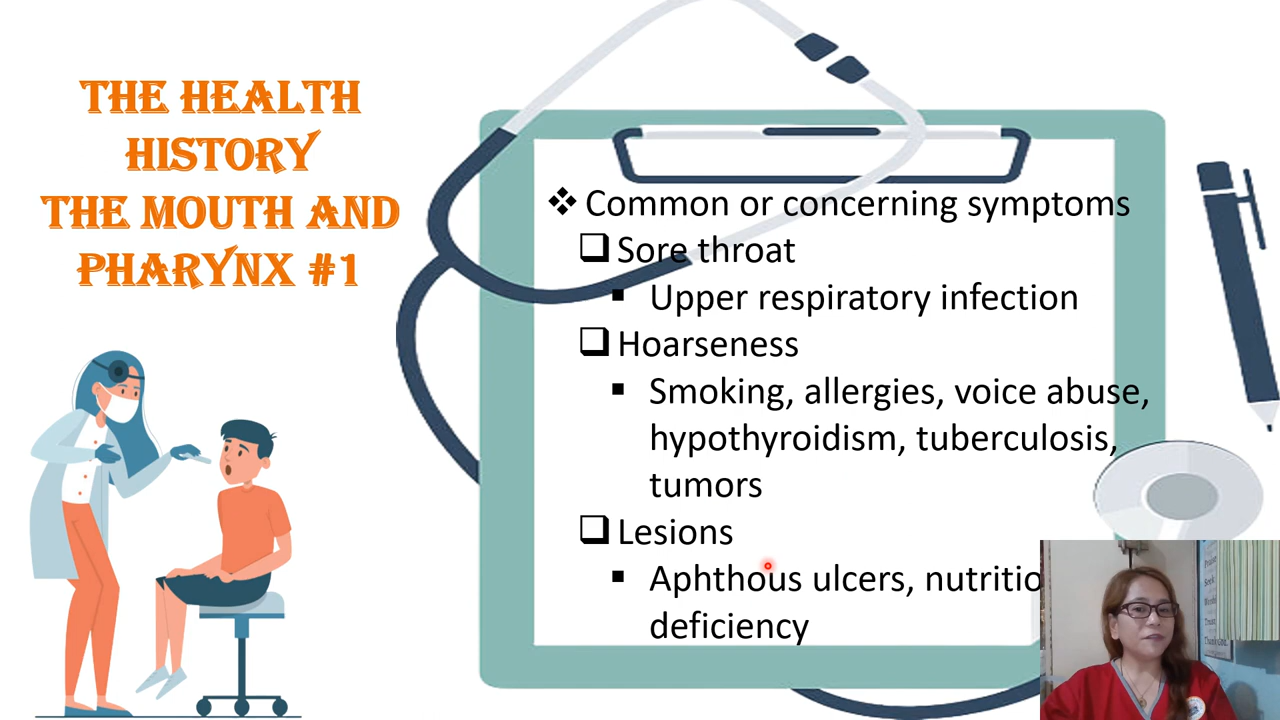 THE HEALTH
HISTORY
THE MOUTH AND
PHARYNX #1
❖ Common or concerning symptoms
❑ Sore throat
▪ Upper respiratory infection
❑ Hoarseness
▪ Smoking, allergies, voice abuse,
hypothyroidism, tuberculosis,
tumors
❑ Lesions
▪ Aphthous ulcers, nutritio
deficiency